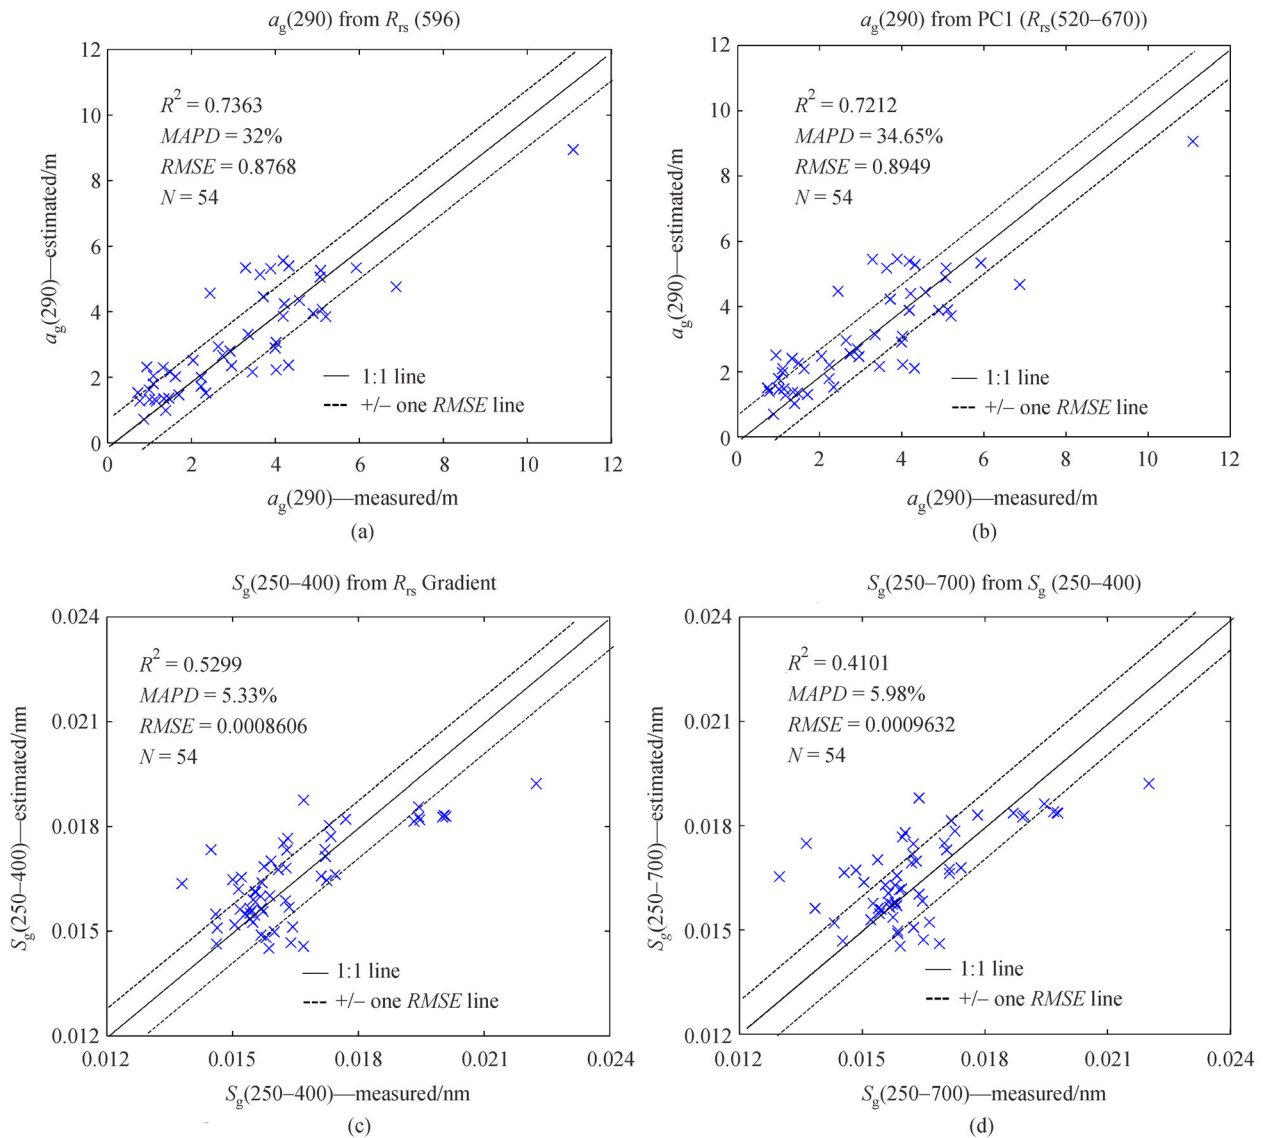 a_g(290) from R_rs (596)
12
10
8
6
4
2
0
a_g(290)—estimated/m
R² = 0.7363
MAPD = 32%
RMSE = 0.8768
N = 54
1:1 line
+/– one RMSE line
0 2 4 6 8 10 12
a_g(290)—measured/m
(a)
a_g(290) from PC1 (R_rs(520–670))
12
10
8
6
4
2
0
a_g(290)—estimated/m
R² = 0.7212
MAPD = 34.65%
RMSE = 0.8949
N = 54
1:1 line
+/– one RMSE line
0 2 4 6 8 10 12
a_g(290)—measured/m
(b)
S_g(250–400) from R_rs Gradient
0.024
0.021
0.018
0.015
0.012
S_g(250–400)—estimated/nm
R² = 0.5299
MAPD = 5.33%
RMSE = 0.0008606
N = 54
1:1 line
+/– one RMSE line
0.012 0.015 0.018 0.021 0.024
S_g(250–400)—measured/nm
(c)
S_g(250–700) from S_g (250–400)
0.024
0.021
0.018
0.015
0.012
S_g(250–700)—estimated/nm
R² = 0.4101
MAPD = 5.98%
RMSE = 0.0009632
N = 54
1:1 line
+/– one RMSE line
0.012 0.015 0.018 0.021 0.024
S_g(250–700)—measured/nm
(d)